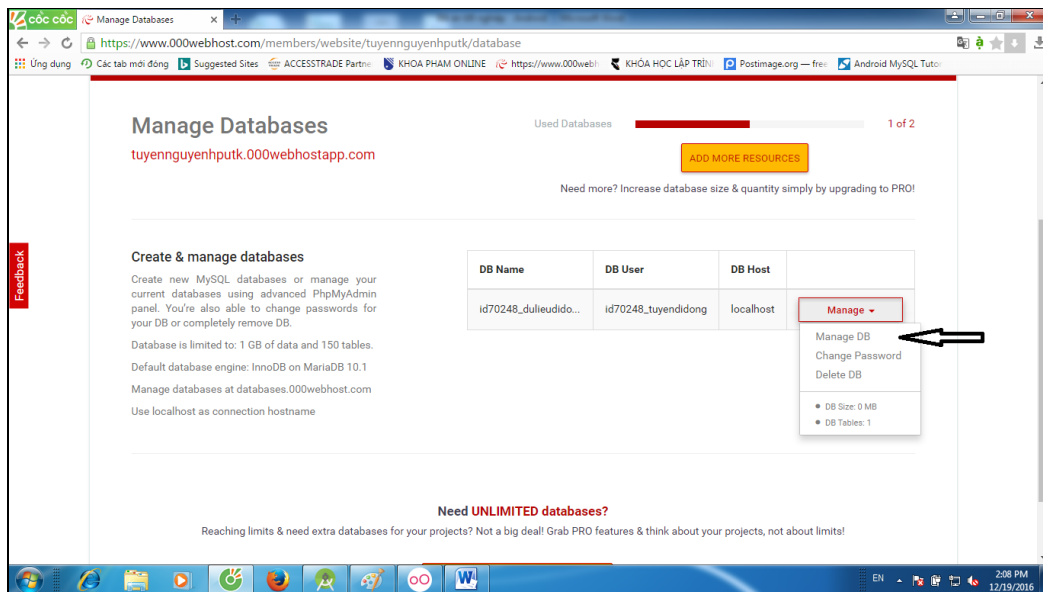 CÔC CÔC
Manage Databases
https://www.000webhost.com/members/website/tuyennguyenhputk/database
Ứng dụng
Các tab mới đóng
Suggested Sites
ACCESSTRADE Partne
KHOA PHAM ONLINE
https://www.000webh
KHÓA HỌC LẬP TRÌN
Postimage.org — free
Android MySQL Tutor
Manage Databases
tuyennguyenhputk.000webhostapp.com
Used Databases
1 of 2
ADD MORE RESOURCES
Need more? Increase database size & quantity simply by upgrading to PRO!
Feedback
Create & manage databases
Create new MySQL databases or manage your
current databases using advanced PhpMyAdmin
panel. You're also able to change passwords for
your DB or completely remove DB.
Database is limited to: 1 GB of data and 150 tables.
Default database engine: InnoDB on MariaDB 10.1
Manage databases at databases.000webhost.com
Use localhost as connection hostname
DB Name
DB User
DB Host
id70248_dulieudido...
id70248_tuyendidong
localhost
Manage
Manage DB
Change Password
Delete DB
DB Size: 0 MB
DB Tables: 1
Need UNLIMITED databases?
Reaching limits & need extra databases for your projects? Not a big deal! Grab PRO features & think about your projects, not about limits!
EN
2:08 PM
12/19/2016